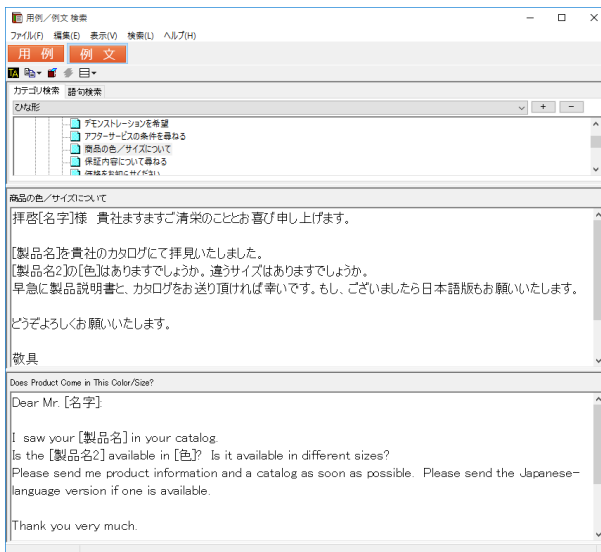 用例／例文 検索
ファイル(F) 編集(E) 表示(V) 検索(L) ヘルプ(H)
用 例 例 文
カテゴリ検索 語句検索
ひな形
デモンストレーションを希望
アフターサービスの条件を尋ねる
商品の色／サイズについて
保証内容について尋ねる
価格をお知らせください
商品の色／サイズについて
拝啓[名字]様　貴社ますますご清栄のこととお喜び申し上げます。
[製品名]を貴社のカタログにて拝見いたしました。
[製品名2]の[色]はありますでしょうか。違うサイズはありますでしょうか。
早急に製品説明書と、カタログをお送り頂ければ幸いです。もし、ございましたら日本語版もお願いいたします。
どうぞよろしくお願いいたします。
敬具
Does Product Come in This Color/Size?
Dear Mr. [名字]:
I saw your [製品名] in your catalog.
Is the [製品名2] available in [色]? Is it available in different sizes?
Please send me product information and a catalog as soon as possible. Please send the Japanese-
language version if one is available.
Thank you very much.